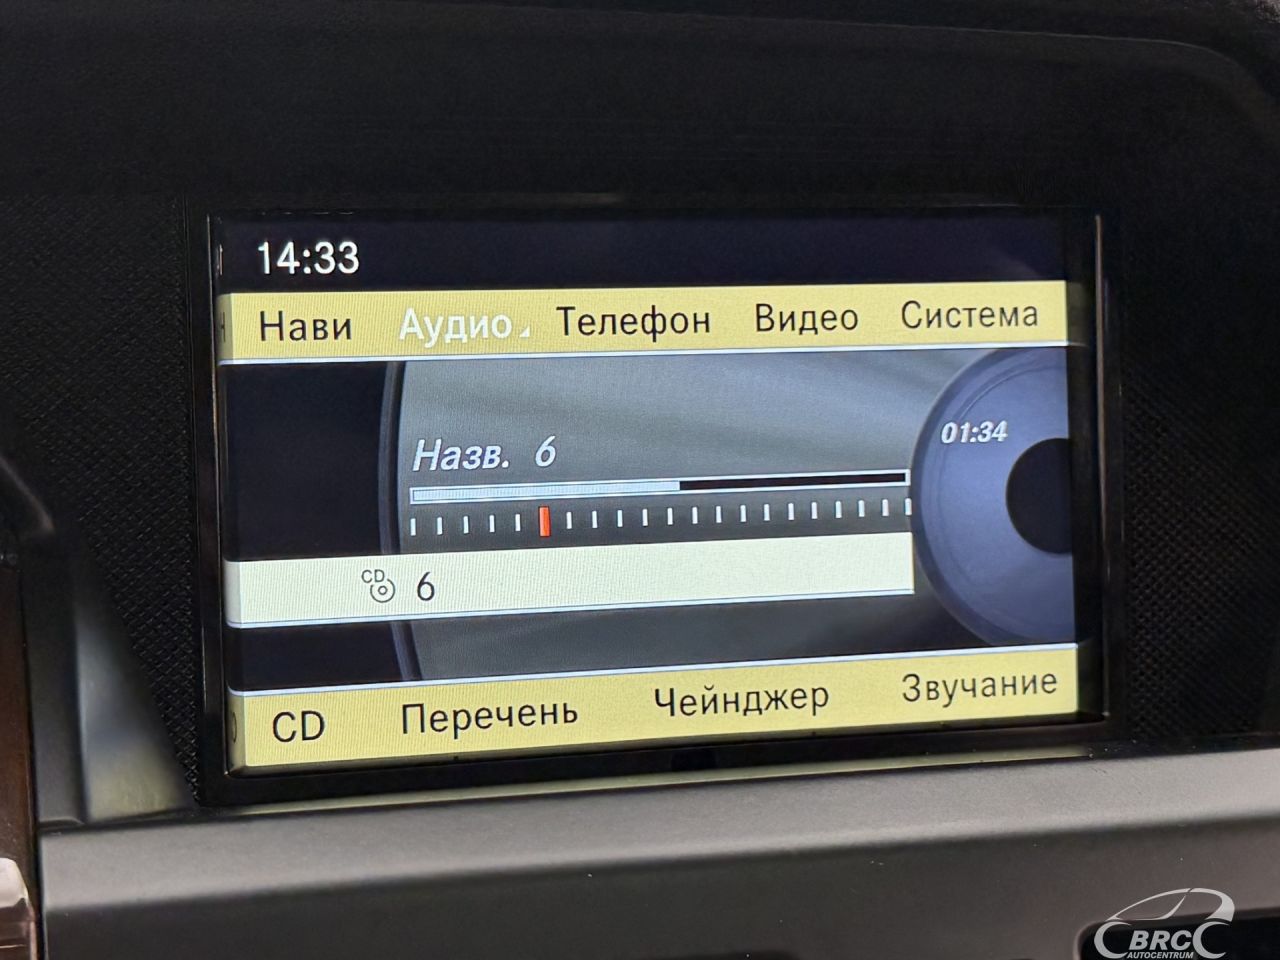 14:33
Нави Аудио Телефон Видео Система
01:34
Назв. 6
CD 6
CD Перечень Чейнджер Звучание
BRC
AUTOCENTRUM